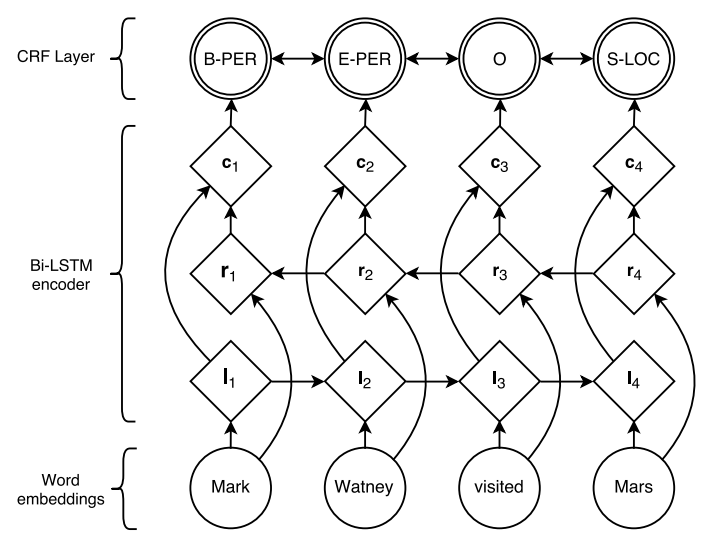 CRF Layer
B-PER
E-PER
O
S-LOC
c1
c2
c3
c4
Bi-LSTM
encoder
r1
r2
r3
r4
l1
l2
l3
l4
Word
embeddings
Mark
Watney
visited
Mars